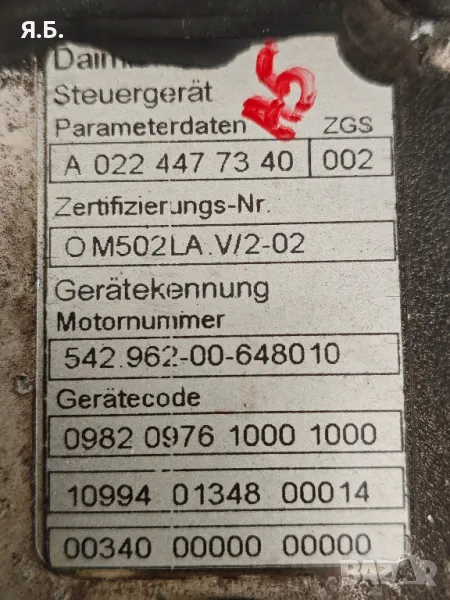 Я.Б.
Steuergerät
Parameterdaten ZGS
A 022 447 73 40 002
Zertifizierungs-Nr.
OM502LA.V/2-02
Gerätekennung
Motornummer
542.962-00-648010
Gerätecode
0982 0976 1000 1000
10994 01348 00014
00340 00000 00000